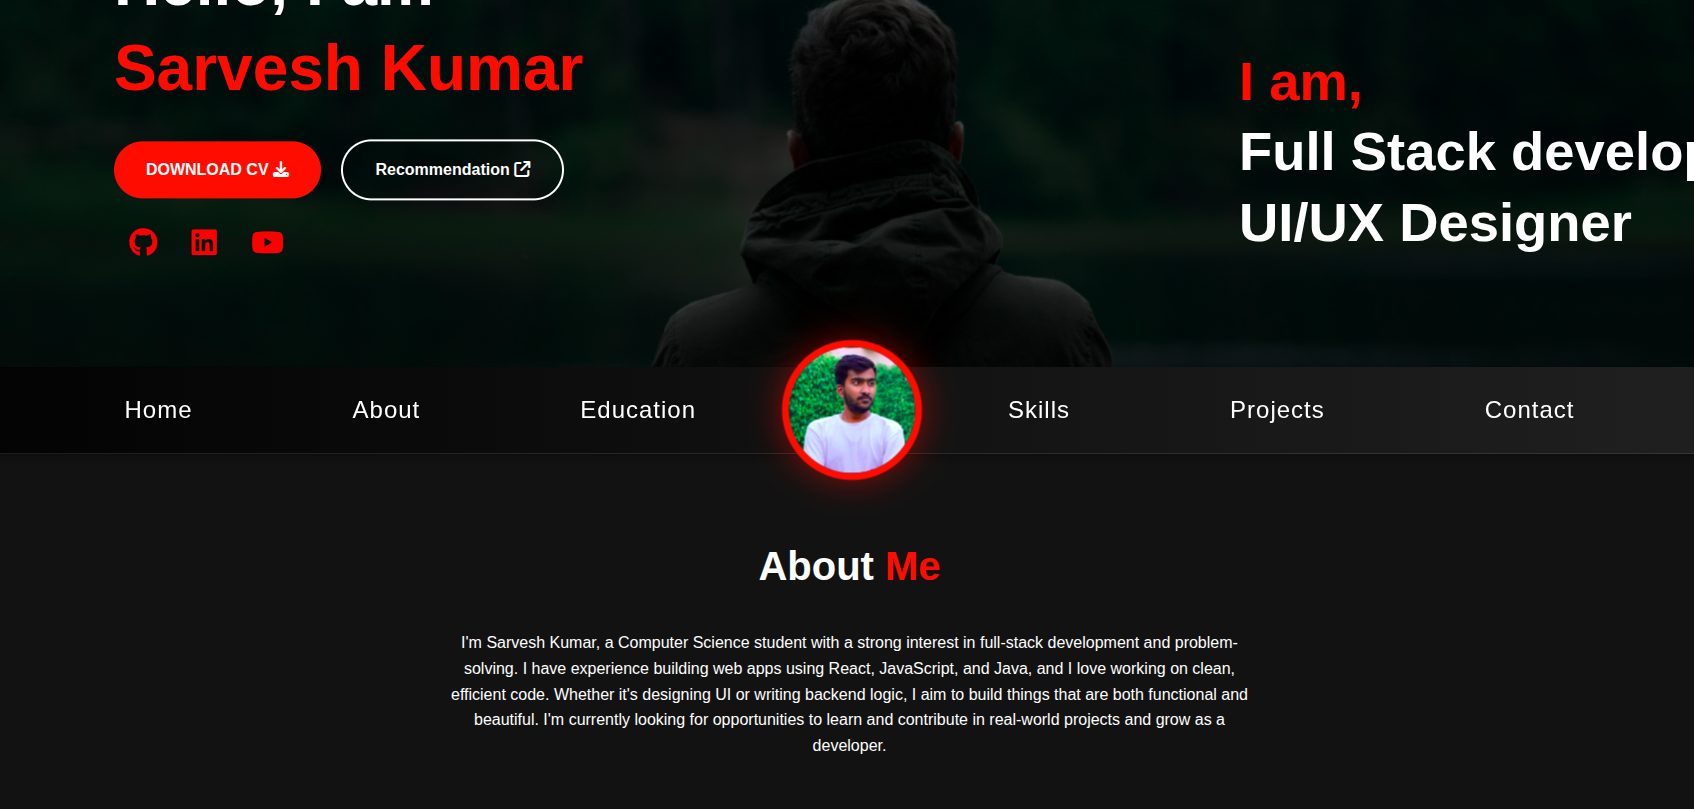 Hello, I am
Sarvesh Kumar
DOWNLOAD CV
Recommendation
I am,
Full Stack develop
UI/UX Designer
Home
About
Education
Skills
Projects
Contact
About Me
I'm Sarvesh Kumar, a Computer Science student with a strong interest in full-stack development and problem-
solving. I have experience building web apps using React, JavaScript, and Java, and I love working on clean,
efficient code. Whether it's designing UI or writing backend logic, I aim to build things that are both functional and
beautiful. I'm currently looking for opportunities to learn and contribute in real-world projects and grow as a
developer.